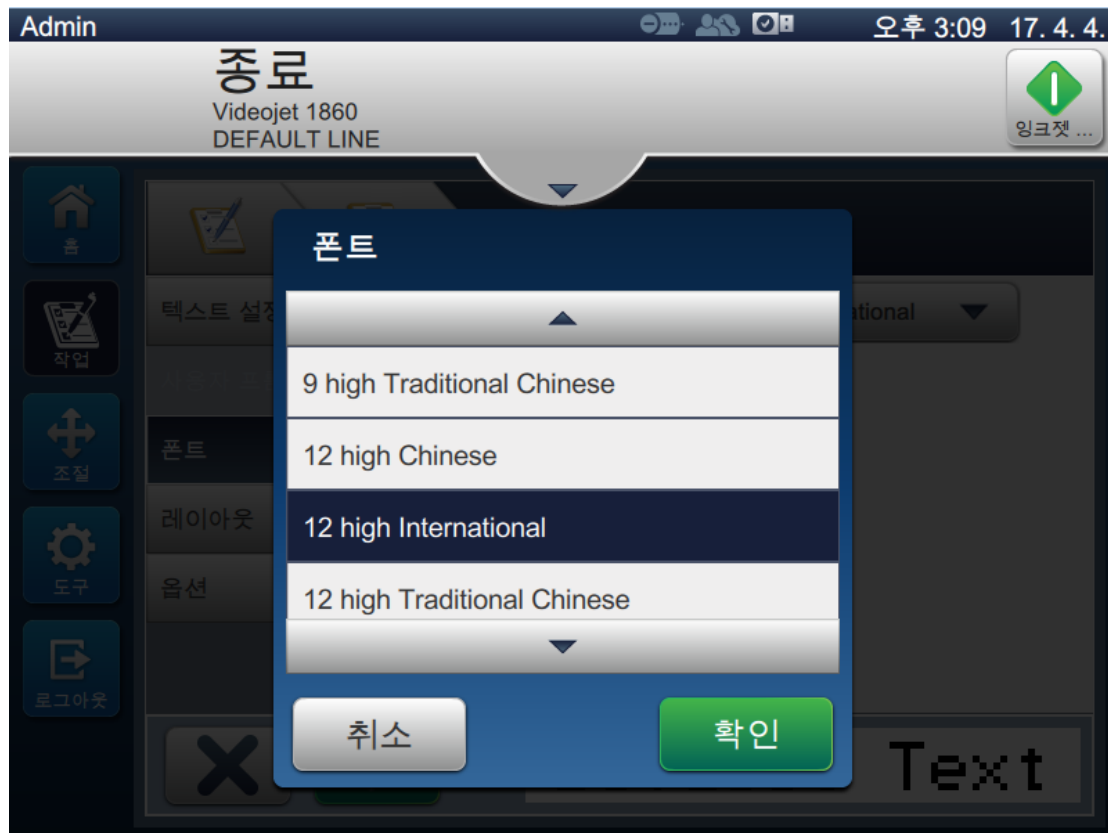 Admin
오후 3:09 17. 4. 4.
종료
Videojet 1860
DEFAULT LINE
잉크젯 ...
홈
폰트
텍스트 설정
ational
9 high Traditional Chinese
작업
12 high Chinese
폰트
조절
12 high International
레이아웃
12 high Traditional Chinese
도구
옵션
로그아웃
취소
확인
Text